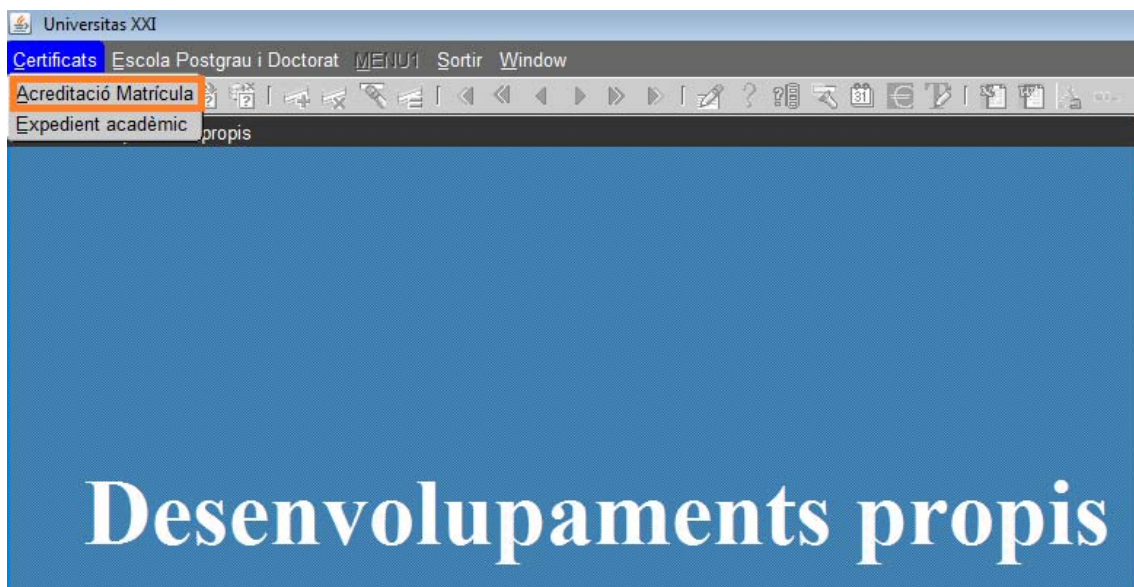 Universitas XXI
Certificats Escola Postgrau i Doctorat MENU1 Sortir Window
Acreditació Matrícula
Expedient acadèmic
propis
Desenvolupaments propis